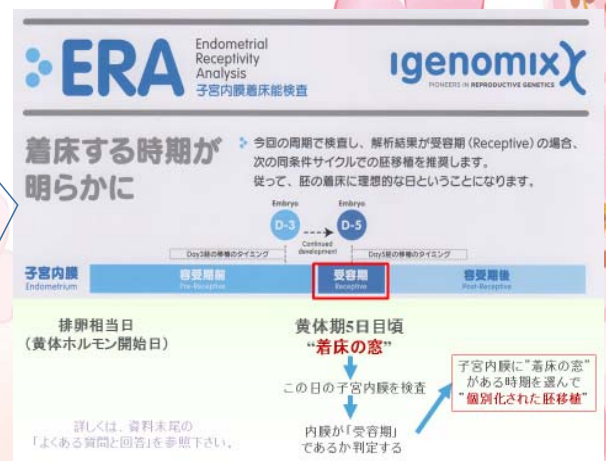 ERA
Endometrial
Receptivity
Analysis
子宮内膜着床能検査
Igenomix
PIONEERS IN REPRODUCTIVE GENETICS
着床する時期が
明らかに
今回の周期で検査し、解析結果が受容期(Receptive)の場合、
次の同条件サイクルでの胚移植を推奨します。
従って、胚の着床に理想的な日ということになります。
Embryo
Embryo
D-3
D-5
Continued
development
Day3胚の移植のタイミング
Day5胚の移植のタイミング
子宮内膜
Endometrium
容受期前
Pre-Receptive
受容期
Receptive
容受期後
Post-Receptive
排卵相当日
(黄体ホルモン開始日)
黄体期5日目頃
“着床の窓”
この日の子宮内膜を検査
内膜が「受容期」
であるか判定する
子宮内膜に“着床の窓”
がある時期を選んで
“個別化された胚移植”
詳しくは、資料末尾の
「よくある質問と回答」を参照下さい。